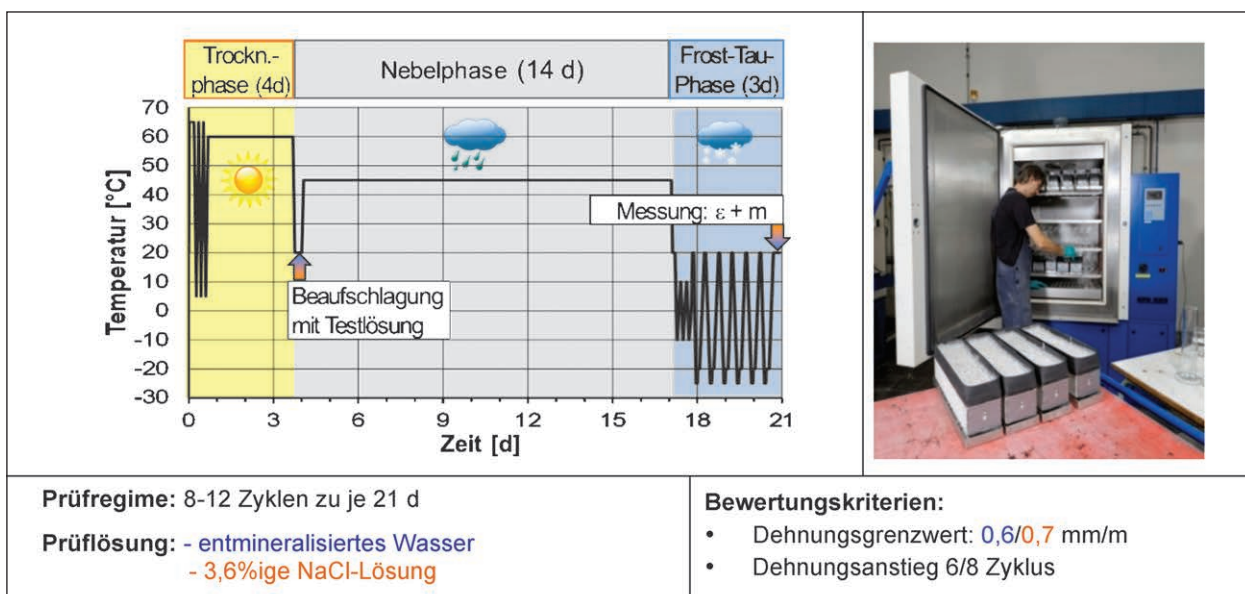 Trockn.-
phase (4d)
Nebelphase (14 d)
Frost-Tau-
Phase (3d)
Temperatur [°C]
70
60
50
40
30
20
10
0
-10
-20
-30
Messung: ε + m
Beaufschlagung
mit Testlösung
0
3
6
9
12
15
18
21
Zeit [d]
Prüfregime: 8-12 Zyklen zu je 21 d
Prüflösung: - entmineralisiertes Wasser
- 3,6%ige NaCl-Lösung
Bewertungskriterien:
• Dehnungsgrenzwert: 0,6/0,7 mm/m
• Dehnungsanstieg 6/8 Zyklus